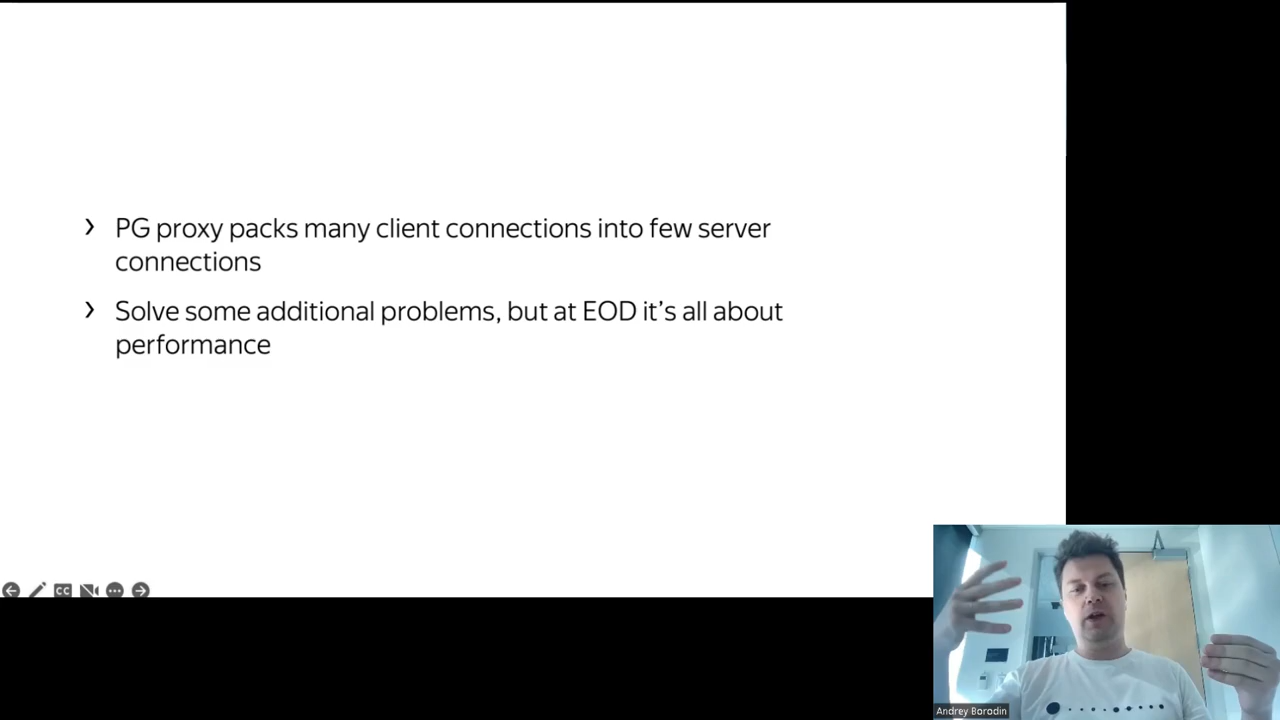 › PG proxy packs many client connections into few server
connections
› Solve some additional problems, but at EOD it’s all about
performance
CC
Andrey Borodin